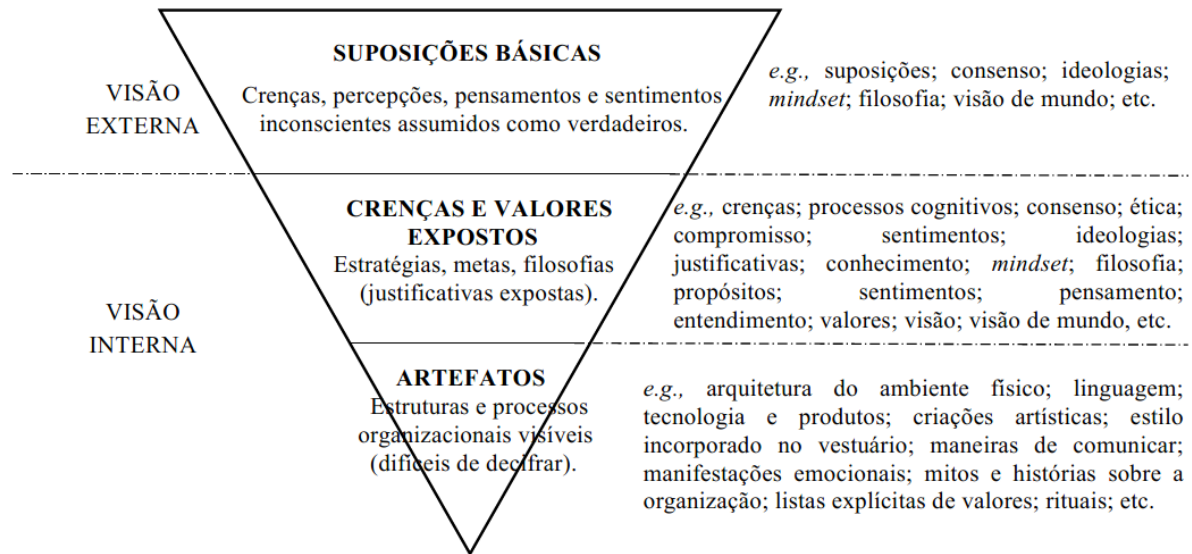 SUPOSIÇÕES BÁSICAS
Crenças, percepções, pensamentos e sentimentos
inconscientes assumidos como verdadeiros.
VISÃO
EXTERNA
e.g., suposições; consenso; ideologias;
mindset; filosofia; visão de mundo; etc.
CRENÇAS E VALORES
EXPOSTOS
Estratégias, metas, filosofias
(justificativas expostas).
e.g., crenças; processos cognitivos; consenso; ética;
compromisso; sentimentos; ideologias;
justificativas; conhecimento; mindset; filosofia;
propósitos; sentimentos; pensamento;
entendimento; valores; visão; visão de mundo, etc.
VISÃO
INTERNA
ARTEFATOS
Estruturas e processos
organizacionais visíveis
(difíceis de decifrar).
e.g., arquitetura do ambiente físico; linguagem;
tecnologia e produtos; criações artísticas; estilo
incorporado no vestuário; maneiras de comunicar;
manifestações emocionais; mitos e histórias sobre a
organização; listas explícitas de valores; rituais; etc.